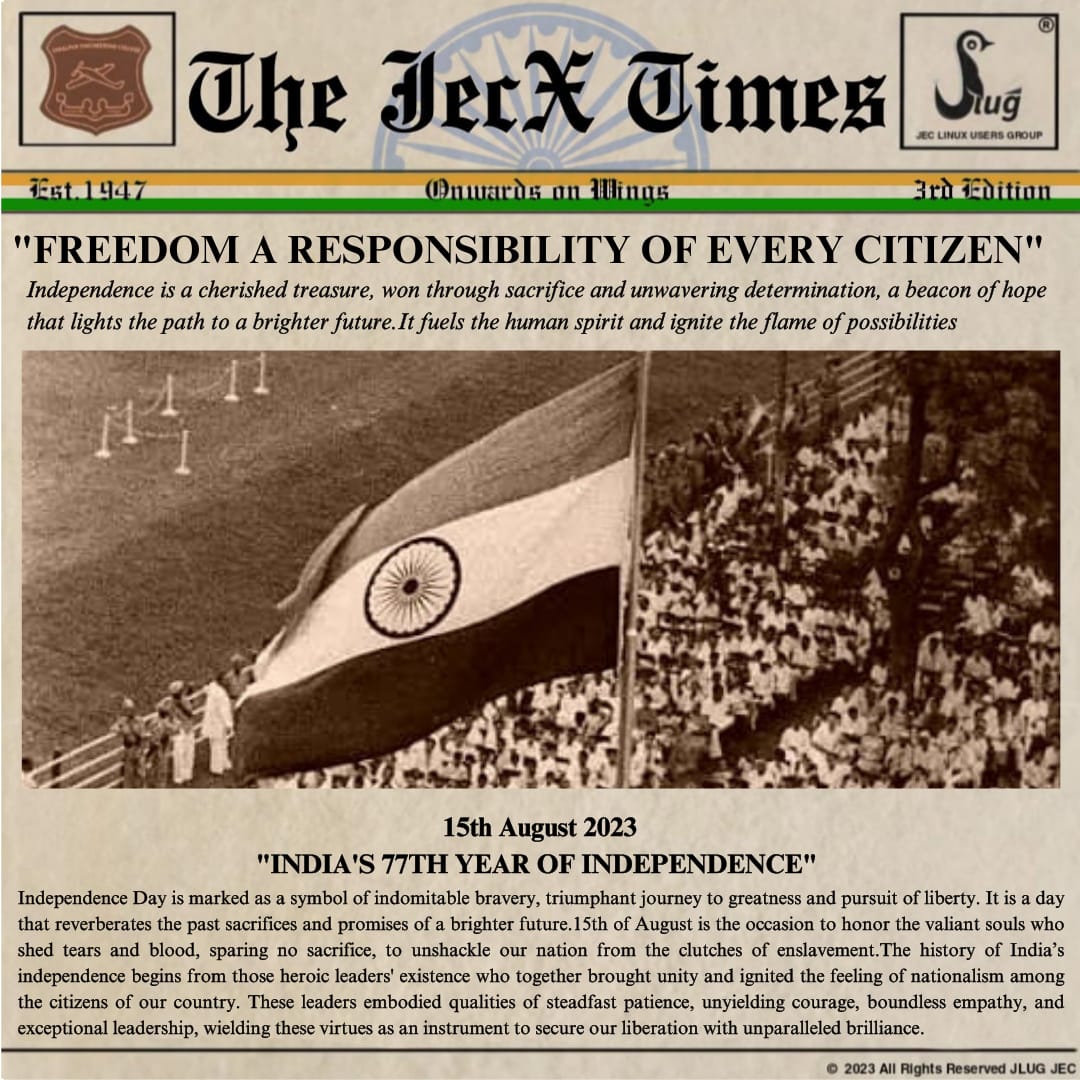 JABALPUR ENGINEERING COLLEGE
The JecX Times
®
Jlug
JEC LINUX USERS GROUP
Est.1947
Onwards on Wings
3rd Edition
"FREEDOM A RESPONSIBILITY OF EVERY CITIZEN"
Independence is a cherished treasure, won through sacrifice and unwavering determination, a beacon of hope
that lights the path to a brighter future.It fuels the human spirit and ignite the flame of possibilities
15th August 2023
"INDIA'S 77TH YEAR OF INDEPENDENCE"
Independence Day is marked as a symbol of indomitable bravery, triumphant journey to greatness and pursuit of liberty. It is a day
that reverberates the past sacrifices and promises of a brighter future.15th of August is the occasion to honor the valiant souls who
shed tears and blood, sparing no sacrifice, to unshackle our nation from the clutches of enslavement.The history of India’s
independence begins from those heroic leaders' existence who together brought unity and ignited the feeling of nationalism among
the citizens of our country. These leaders embodied qualities of steadfast patience, unyielding courage, boundless empathy, and
exceptional leadership, wielding these virtues as an instrument to secure our liberation with unparalleled brilliance.
© 2023 All Rights Reserved JLUG JEC